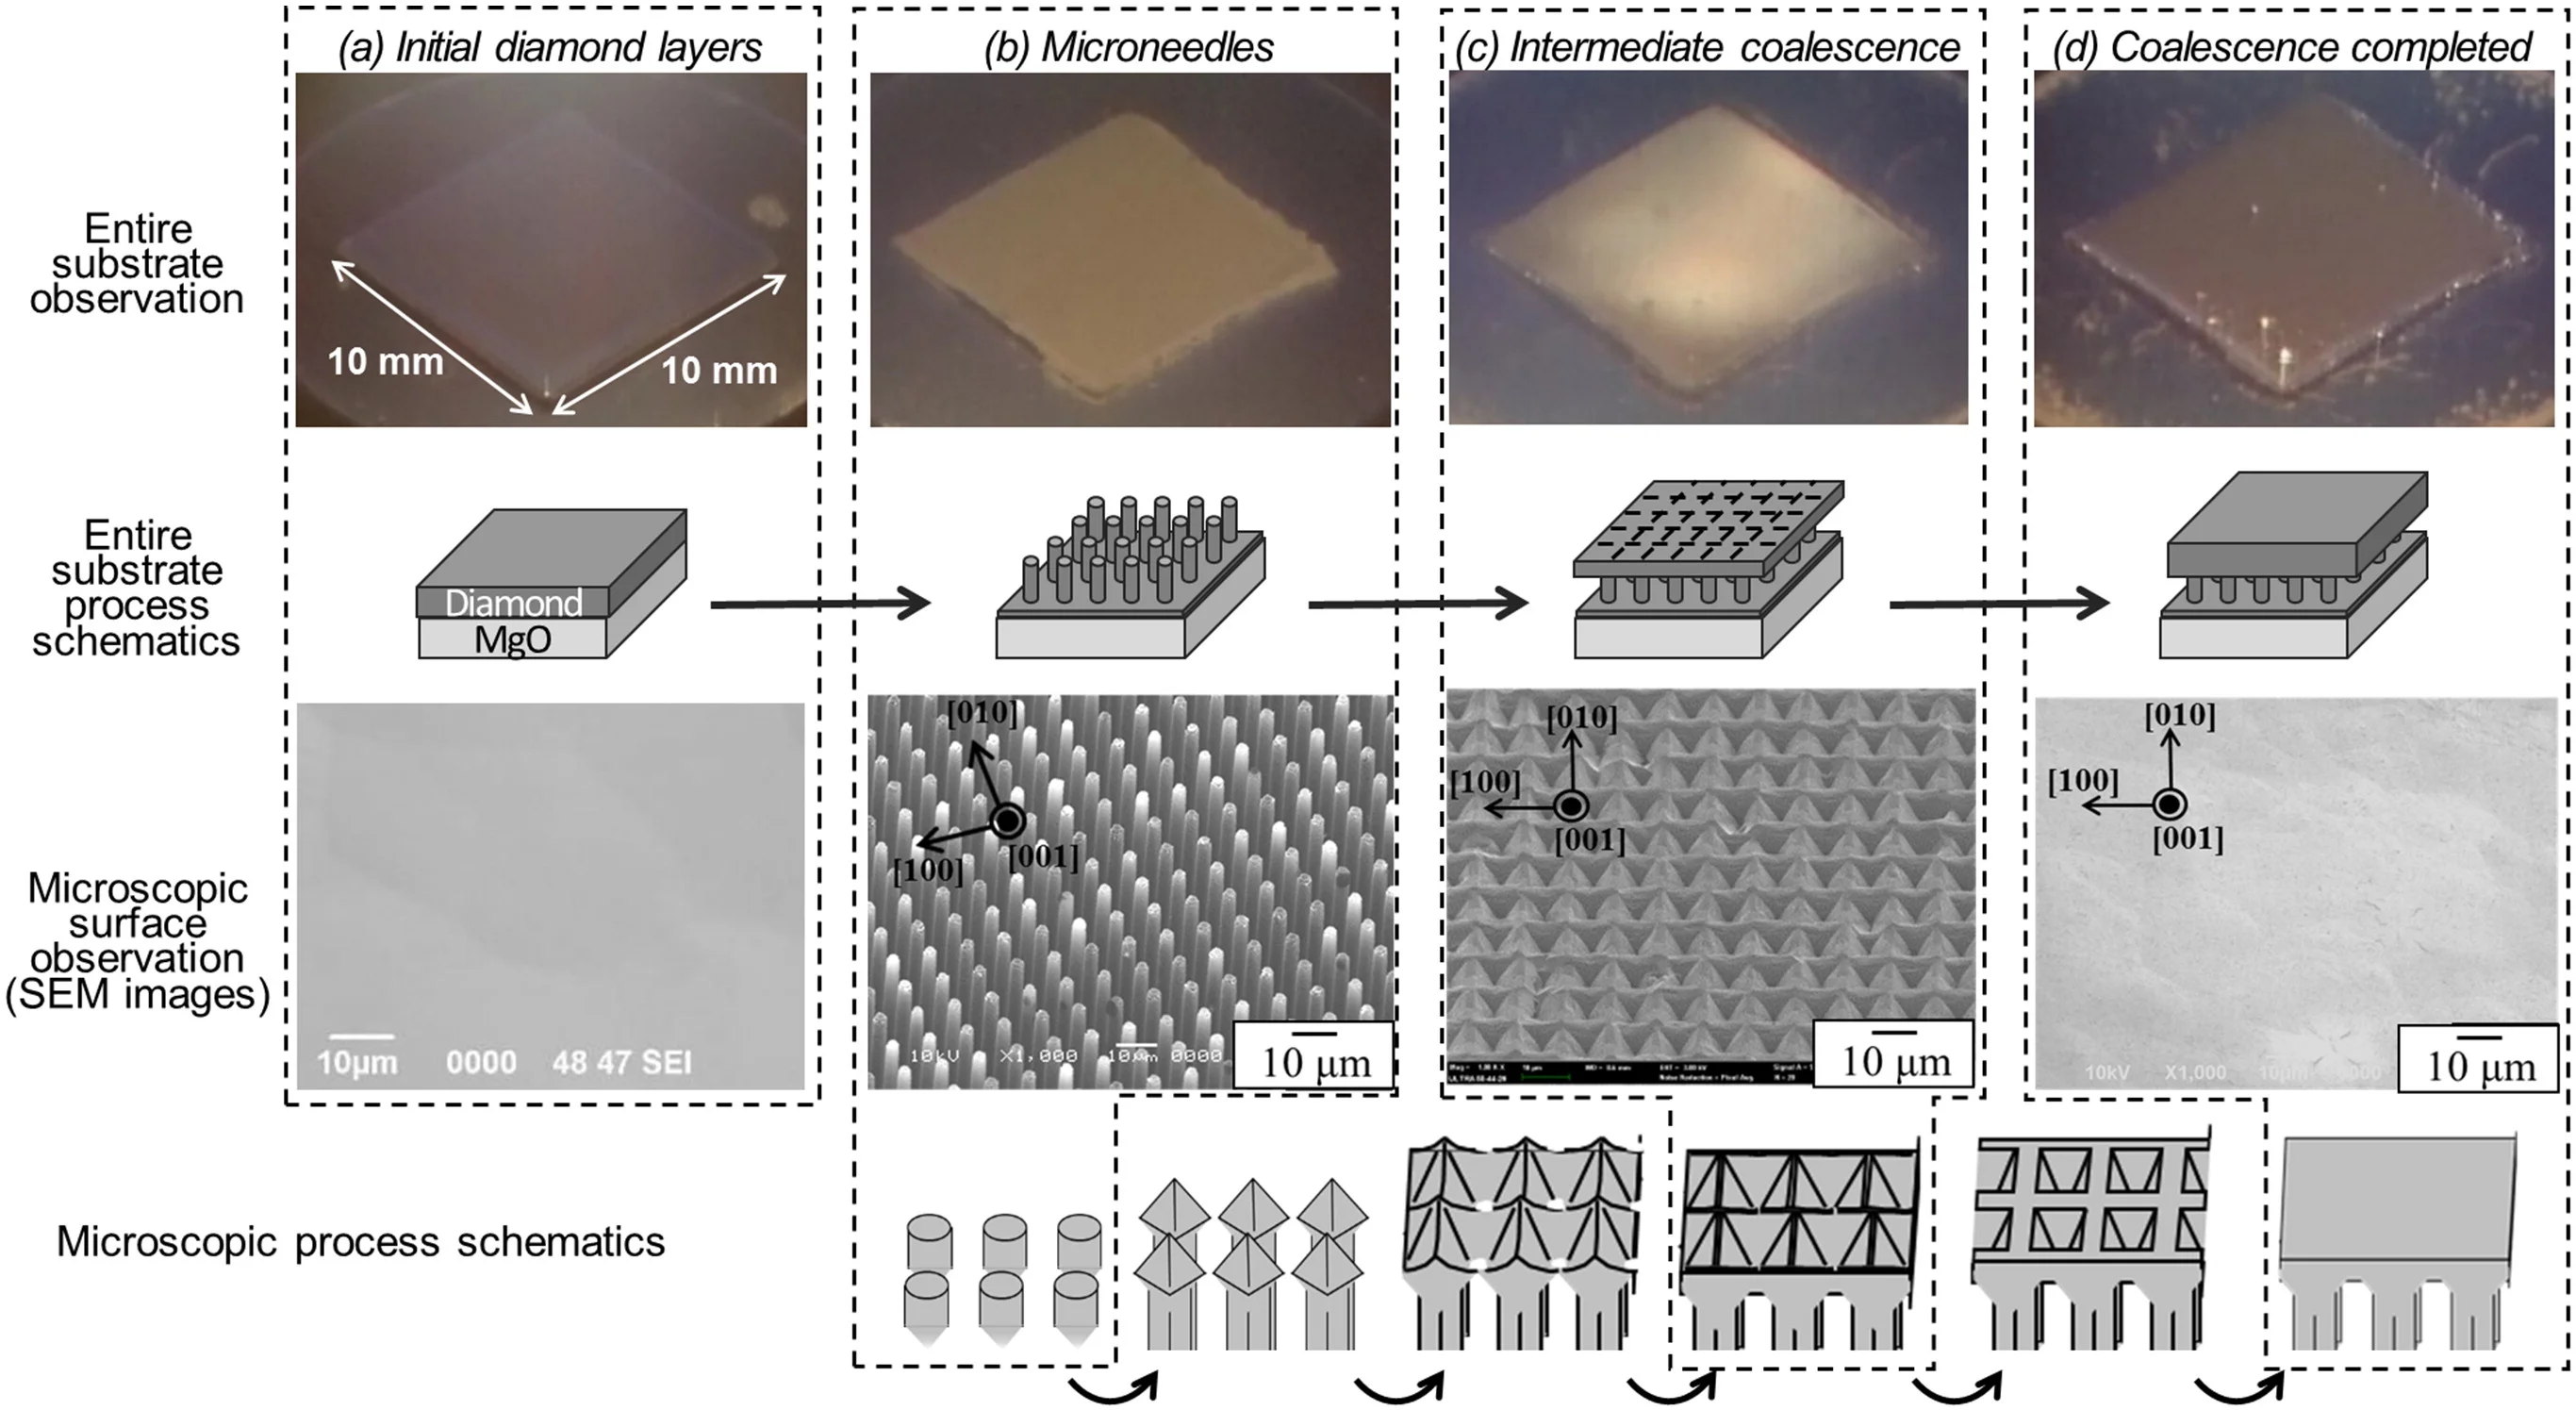 (a) Initial diamond layers
(b) Microneedles
(c) Intermediate coalescence
(d) Coalescence completed
Entire
substrate
observation
10 mm
10 mm
Entire
substrate
process
schematics
Diamond
MgO
Microscopic
surface
observation
(SEM images)
10μm 0000 48 47 SEI
[010]
[100]
[001]
10kV X1,000 10μm 0000
10 μm
[010]
[100]
[001]
10 μm
[010]
[100]
[001]
10kV X1,000 10μm
10 μm
Microscopic process schematics